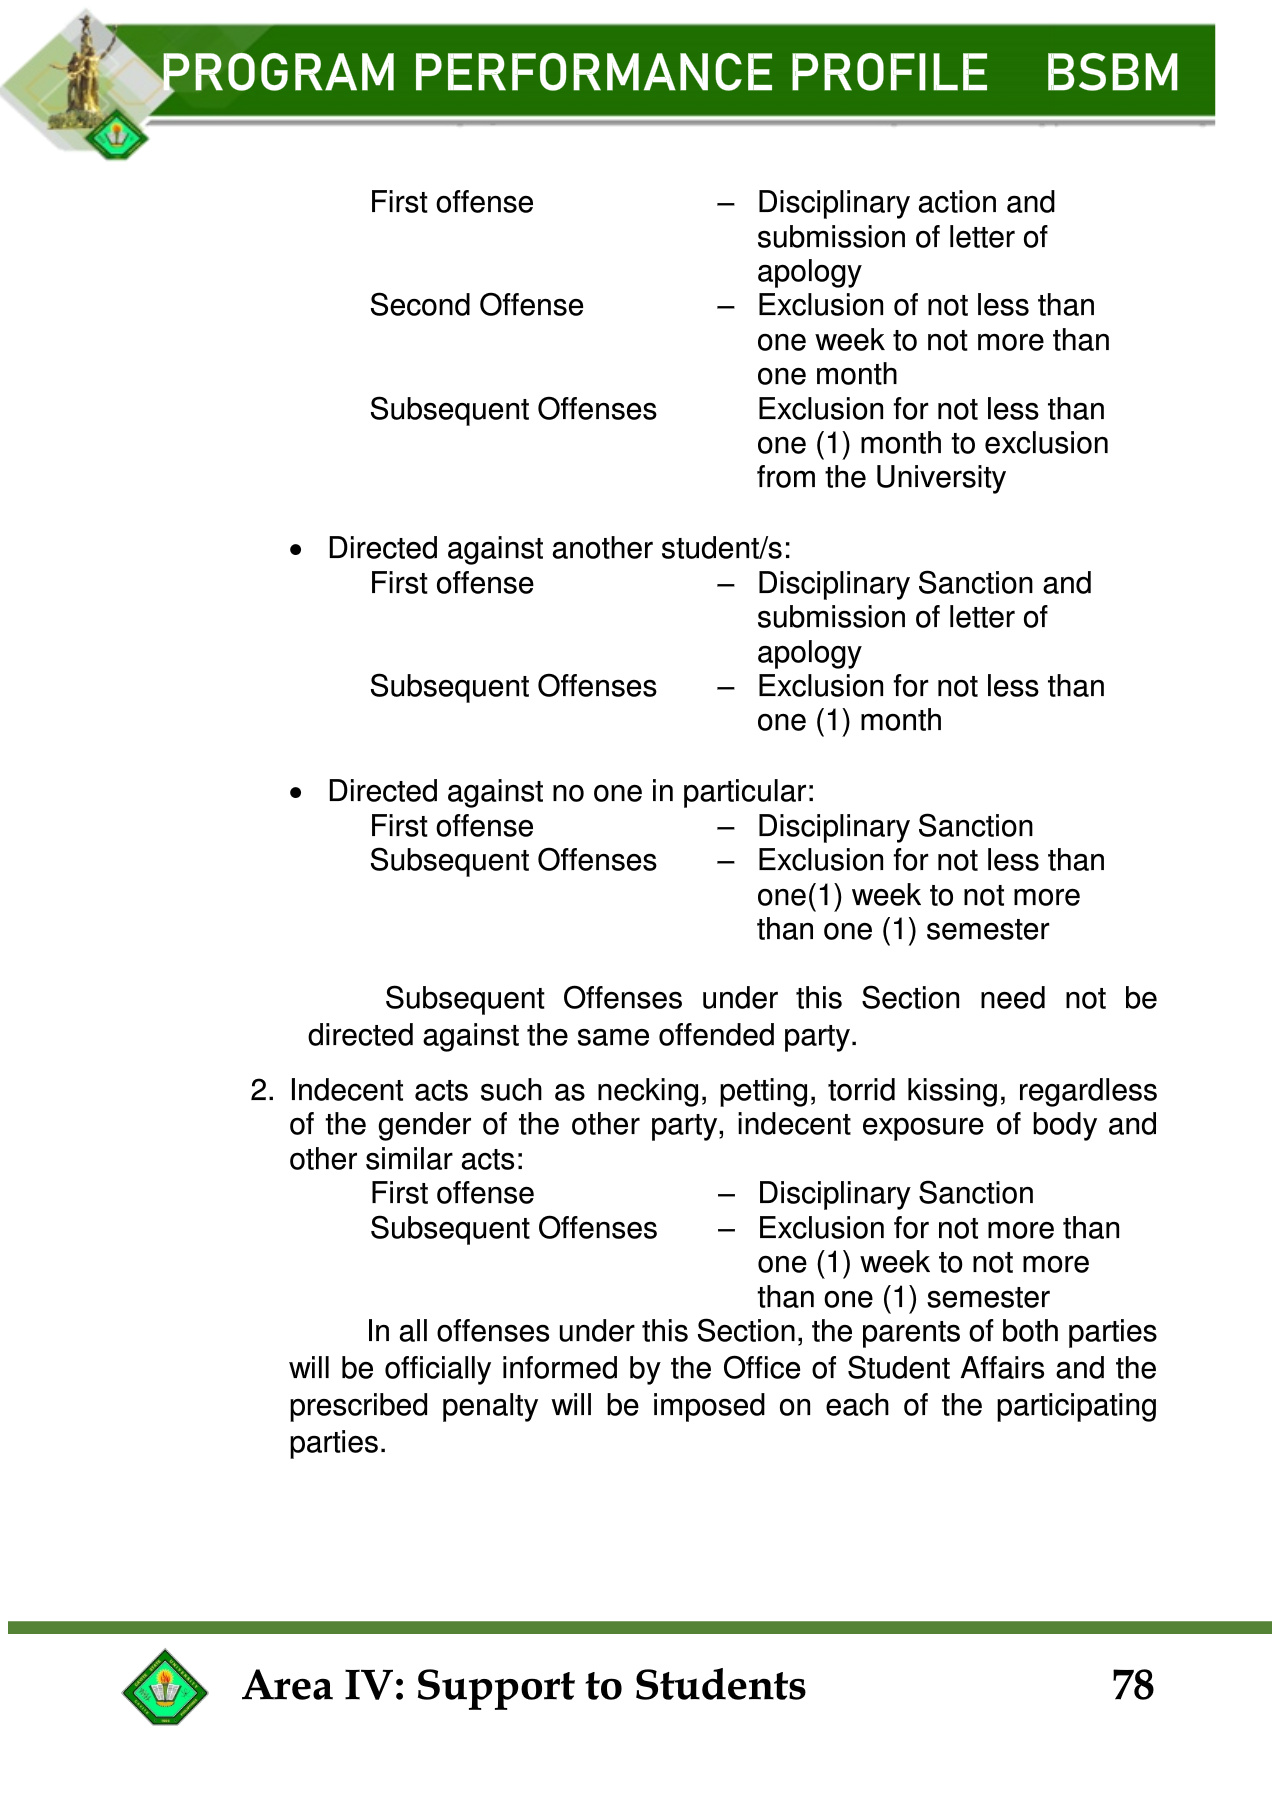 PROGRAM PERFORMANCE PROFILE BSBM
First offense – Disciplinary action and
submission of letter of
apology
Second Offense – Exclusion of not less than
one week to not more than
one month
Subsequent Offenses Exclusion for not less than
one (1) month to exclusion
from the University
• Directed against another student/s:
First offense – Disciplinary Sanction and
submission of letter of
apology
Subsequent Offenses – Exclusion for not less than
one (1) month
• Directed against no one in particular:
First offense – Disciplinary Sanction
Subsequent Offenses – Exclusion for not less than
one(1) week to not more
than one (1) semester
Subsequent Offenses under this Section need not be
directed against the same offended party.
2. Indecent acts such as necking, petting, torrid kissing, regardless
of the gender of the other party, indecent exposure of body and
other similar acts:
First offense – Disciplinary Sanction
Subsequent Offenses – Exclusion for not more than
one (1) week to not more
than one (1) semester
In all offenses under this Section, the parents of both parties
will be officially informed by the Office of Student Affairs and the
prescribed penalty will be imposed on each of the participating
parties.
Area IV: Support to Students 78